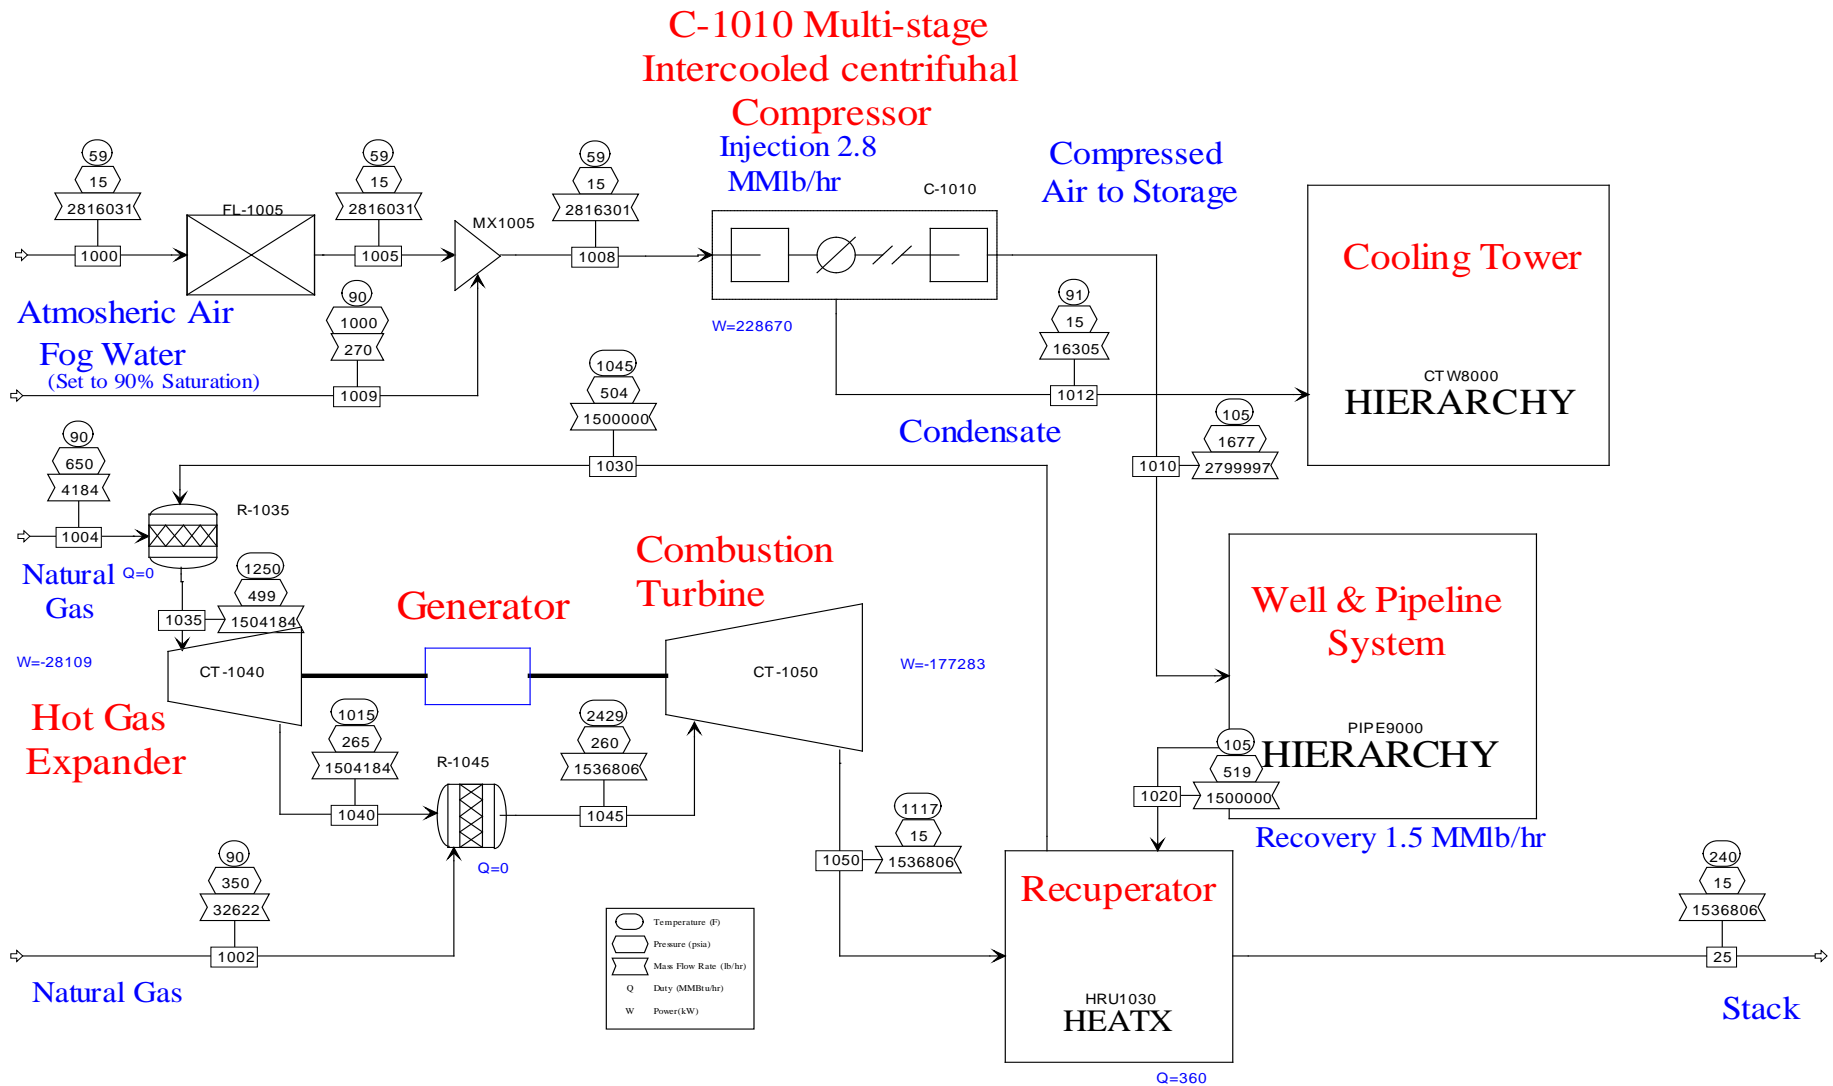 C-1010 Multi-stage
Intercooled centrifuhal
Compressor
Injection 2.8
MMlb/hr
C-1010
Compressed
Air to Storage
59
15
2816031
1000
FL-1005
59
15
2816031
1005
MX1005
59
15
2816301
1008
W=228670
Cooling Tower
CTW8000
HIERARCHY
Atmosheric Air
Fog Water
(Set to 90% Saturation)
90
1000
270
1009
91
15
16305
1012
Condensate
1045
504
1500000
1030
105
1677
2799997
1010
90
650
4184
1004
R-1035
Natural
Gas
Q=0
1250
499
1504184
1035
W=-28109
CT-1040
Hot Gas
Expander
Generator
Combustion
Turbine
CT-1050
W=-177283
Well & Pipeline
System
PIPE9000
HIERARCHY
1015
265
1504184
1040
2429
260
1536806
1045
R-1045
Q=0
105
519
1500000
1020
Recovery 1.5 MMlb/hr
1117
15
1536806
1050
90
350
32622
1002
Natural Gas
Temperature (F)
Pressure (psia)
Mass Flow Rate (lb/hr)
Q Duty (MMBtu/hr)
W Power(kW)
Recuperator
HRU1030
HEATX
Q=360
240
15
1536806
25
Stack